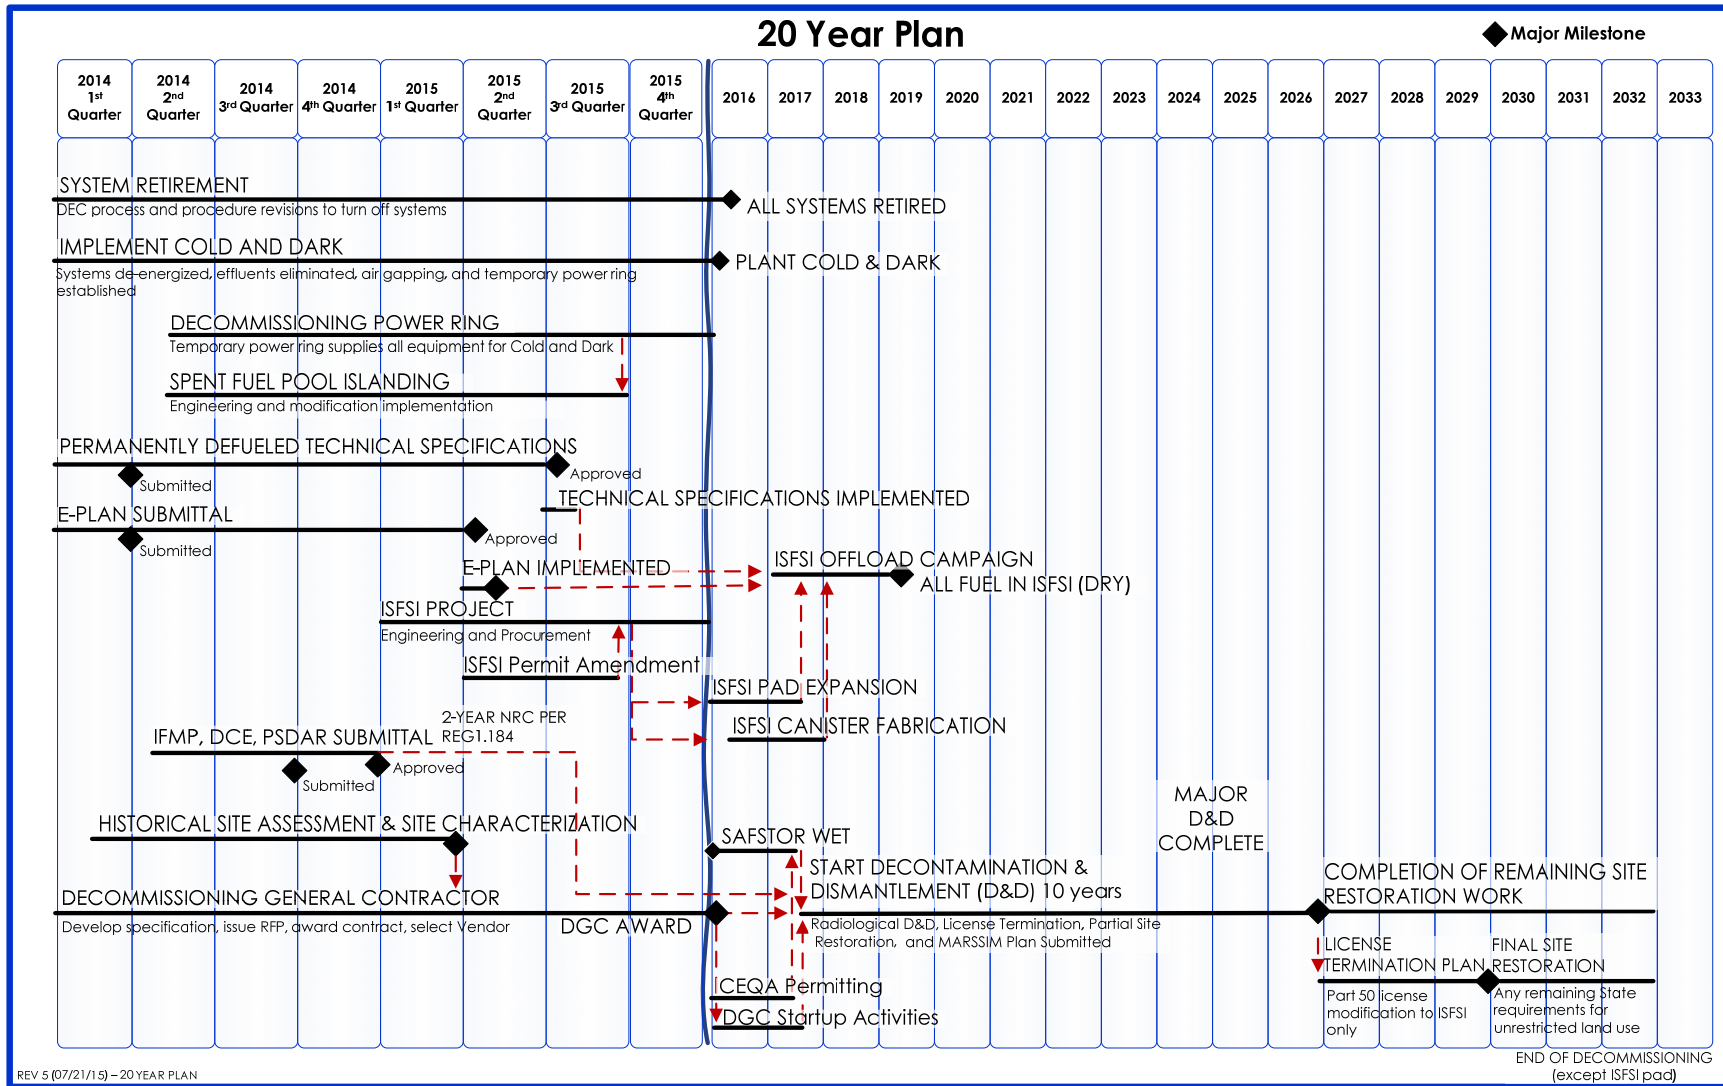 20 Year Plan
Major Milestone
2014
1st
Quarter
2014
2nd
Quarter
2014
3rd Quarter
2014
4th Quarter
2015
1st Quarter
2015
2nd
Quarter
2015
3rd Quarter
2015
4th
Quarter
2016
2017
2018
2019
2020
2021
2022
2023
2024
2025
2026
2027
2028
2029
2030
2031
2032
2033
SYSTEM RETIREMENT
DEC process and procedure revisions to turn off systems
ALL SYSTEMS RETIRED
IMPLEMENT COLD AND DARK
Systems de-energized, effluents eliminated, air gapping, and temporary power ring
established
PLANT COLD & DARK
DECOMMISSIONING POWER RING
Temporary power ring supplies all equipment for Cold and Dark
SPENT FUEL POOL ISLANDING
Engineering and modification implementation
PERMANENTLY DEFUELED TECHNICAL SPECIFICATIONS
Submitted
Approved
TECHNICAL SPECIFICATIONS IMPLEMENTED
E-PLAN SUBMITTAL
Submitted
Approved
E-PLAN IMPLEMENTED
ISFSI OFFLOAD CAMPAIGN
ALL FUEL IN ISFSI (DRY)
ISFSI PROJECT
Engineering and Procurement
ISFSI Permit Amendment
ISFSI PAD EXPANSION
ISFSI CANISTER FABRICATION
2-YEAR NRC PER
REG1.184
IFMP, DCE, PSDAR SUBMITTAL
Submitted
Approved
MAJOR
D&D
COMPLETE
HISTORICAL SITE ASSESSMENT & SITE CHARACTERIZATION
SAFSTOR WET
START DECONTAMINATION &
DISMANTLEMENT (D&D) 10 years
Radiological D&D, License Termination, Partial Site
Restoration, and MARSSIM Plan Submitted
COMPLETION OF REMAINING SITE
RESTORATION WORK
DECOMMISSIONING GENERAL CONTRACTOR
Develop specification, issue RFP, award contract, select Vendor
DGC AWARD
LICENSE
TERMINATION PLAN
Part 50 license
modification to ISFSI
only
FINAL SITE
RESTORATION
Any remaining State
requirements for
unrestricted land use
CEQA Permitting
DGC Startup Activities
END OF DECOMMISSIONING
(except ISFSI pad)
REV 5 (07/21/15) – 20 YEAR PLAN